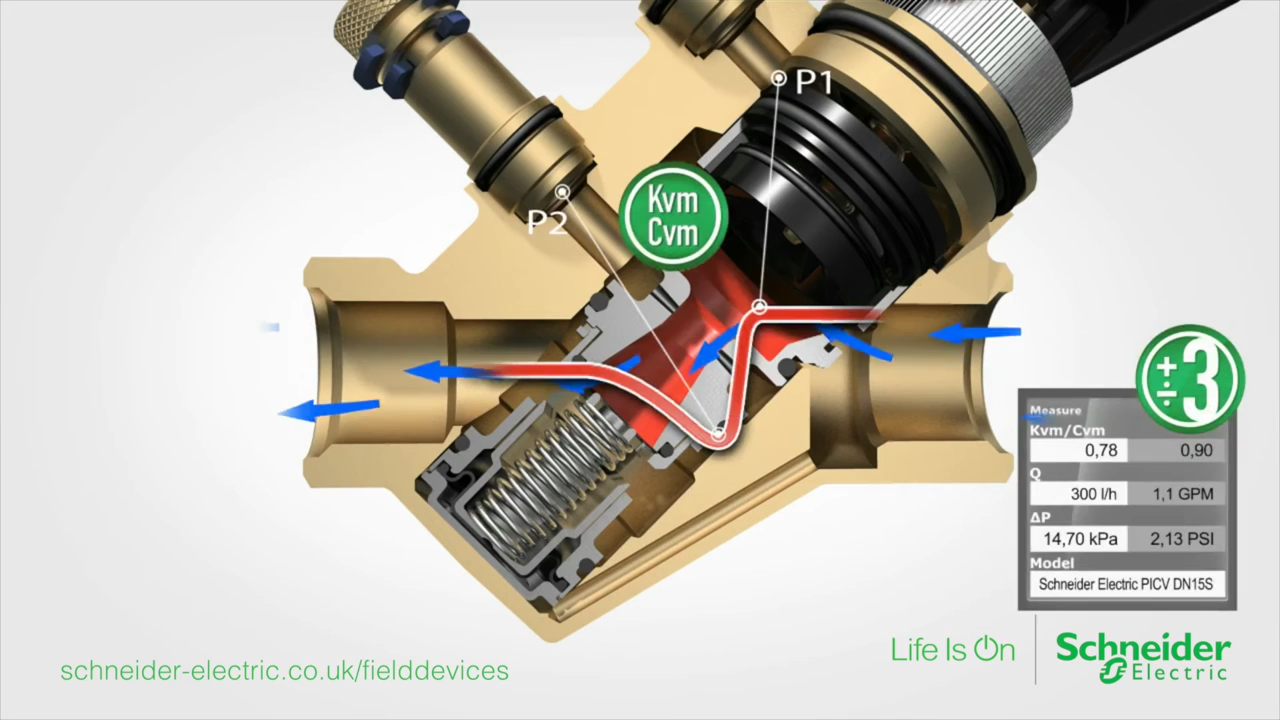 P1
P2
Kvm
Cvm
÷3
Measure
Kvm/Cvm
0,78 0,90
Q
300 l/h 1,1 GPM
ΔP
14,70 kPa 2,13 PSI
Model
Schneider Electric PICV DN15S
schneider-electric.co.uk/fielddevices
Life Is On
Schneider
Electric